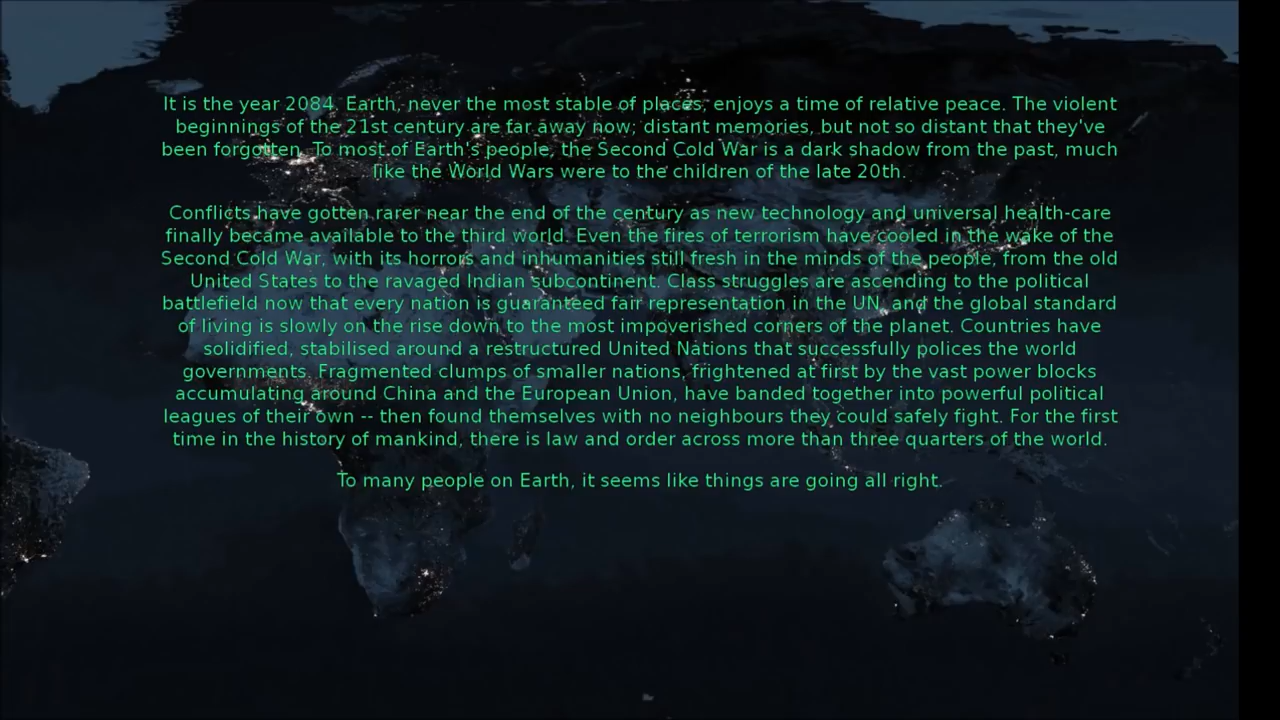 It is the year 2084. Earth, never the most stable of places, enjoys a time of relative peace. The violent
beginnings of the 21st century are far away now; distant memories, but not so distant that they've
been forgotten. To most of Earth's people, the Second Cold War is a dark shadow from the past, much
like the World Wars were to the children of the late 20th.
Conflicts have gotten rarer near the end of the century as new technology and universal health-care
finally became available to the third world. Even the fires of terrorism have cooled in the wake of the
Second Cold War, with its horrors and inhumanities still fresh in the minds of the people, from the old
United States to the ravaged Indian subcontinent. Class struggles are ascending to the political
battlefield now that every nation is guaranteed fair representation in the UN, and the global standard
of living is slowly on the rise down to the most impoverished corners of the planet. Countries have
solidified, stabilised around a restructured United Nations that successfully polices the world
governments. Fragmented clumps of smaller nations, frightened at first by the vast power blocks
accumulating around China and the European Union, have banded together into powerful political
leagues of their own -- then found themselves with no neighbours they could safely fight. For the first
time in the history of mankind, there is law and order across more than three quarters of the world.
To many people on Earth, it seems like things are going all right.